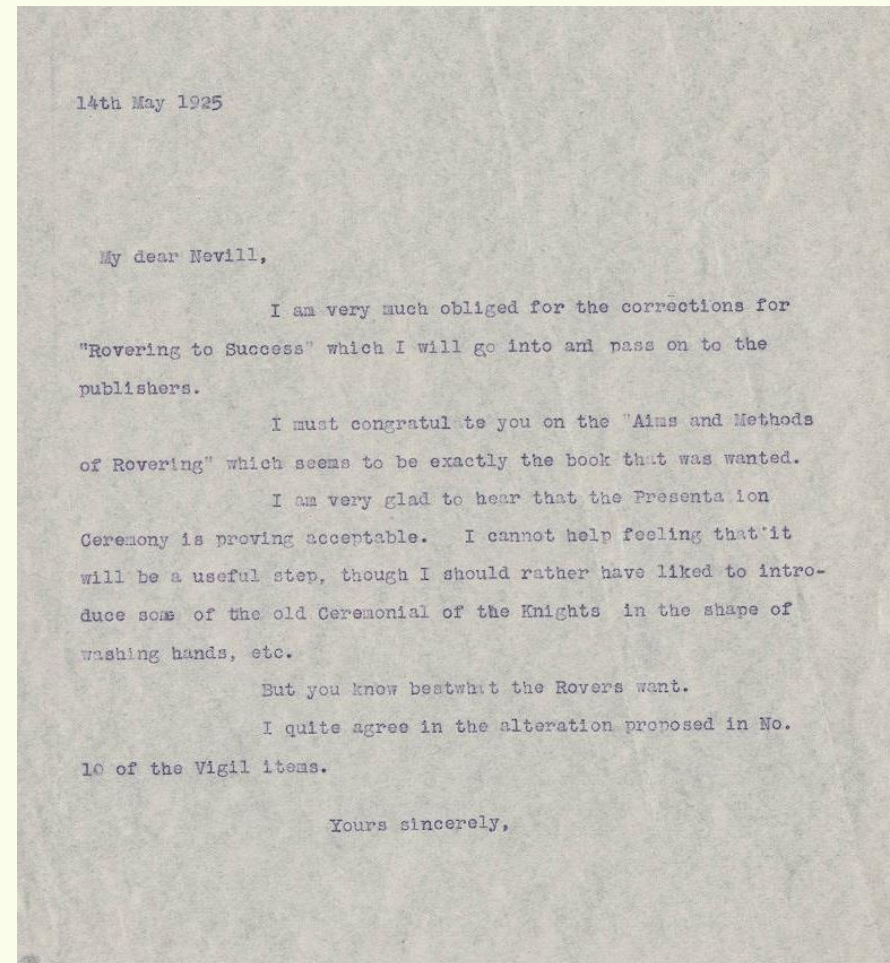 14th May 1925
My dear Nevill,
I am very much obliged for the corrections for
"Rovering to Success" which I will go into and pass on to the
publishers.
I must congratul te you on the "Aims and Methods
of Rovering" which seems to be exactly the book that was wanted.
I am very glad to hear that the Presenta ion
Ceremony is proving acceptable. I cannot help feeling that it
will be a useful step, though I should rather have liked to intro-
duce some of the old Ceremonial of the Knights in the shape of
washing hands, etc.
But you know bestwhat the Rovers want.
I quite agree in the alteration proposed in No.
10 of the Vigil items.
Yours sincerely,